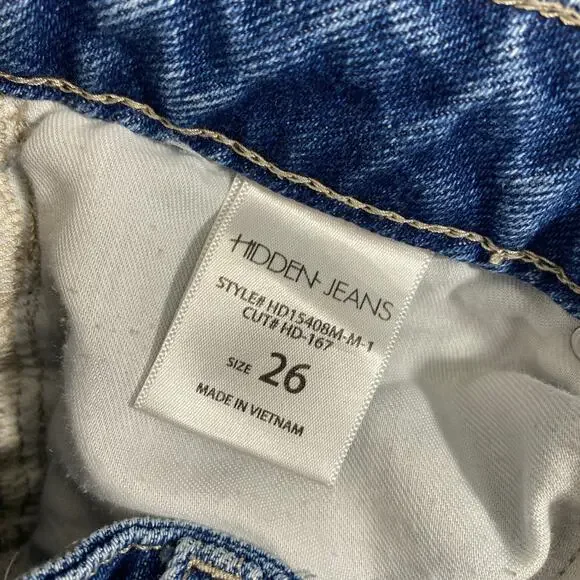 HIDDEN JEANS
STYLE# HD15408M-M-1
CUT# HD-167
SIZE 26
MADE IN VIETNAM